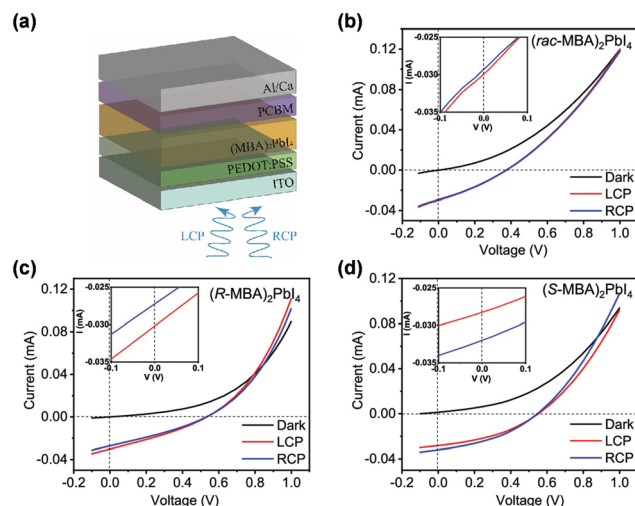 (a)
Al/Ca
PCBM
(MBA)₂PbI₄
PEDOT:PSS
ITO
LCP
RCP
(b)
(rac-MBA)₂PbI₄
Current (mA)
0.12
0.08
0.04
0.00
-0.04
I (mA)
-0.025
-0.030
-0.035
-0.1
0.0
0.1
V (V)
Dark
LCP
RCP
-0.2 0.0 0.2 0.4 0.6 0.8 1.0
Voltage (V)
(c)
(R-MBA)₂PbI₄
Current (mA)
0.12
0.08
0.04
0.00
-0.04
I (mA)
-0.025
-0.030
-0.035
-0.1
0.0
0.1
V (V)
Dark
LCP
RCP
-0.2 0.0 0.2 0.4 0.6 0.8 1.0
Voltage (V)
(d)
(S-MBA)₂PbI₄
Current (mA)
0.12
0.08
0.04
0.00
-0.04
I (mA)
-0.025
-0.030
-0.035
-0.1
0.0
0.1
V (V)
Dark
LCP
RCP
-0.2 0.0 0.2 0.4 0.6 0.8 1.0
Voltage (V)